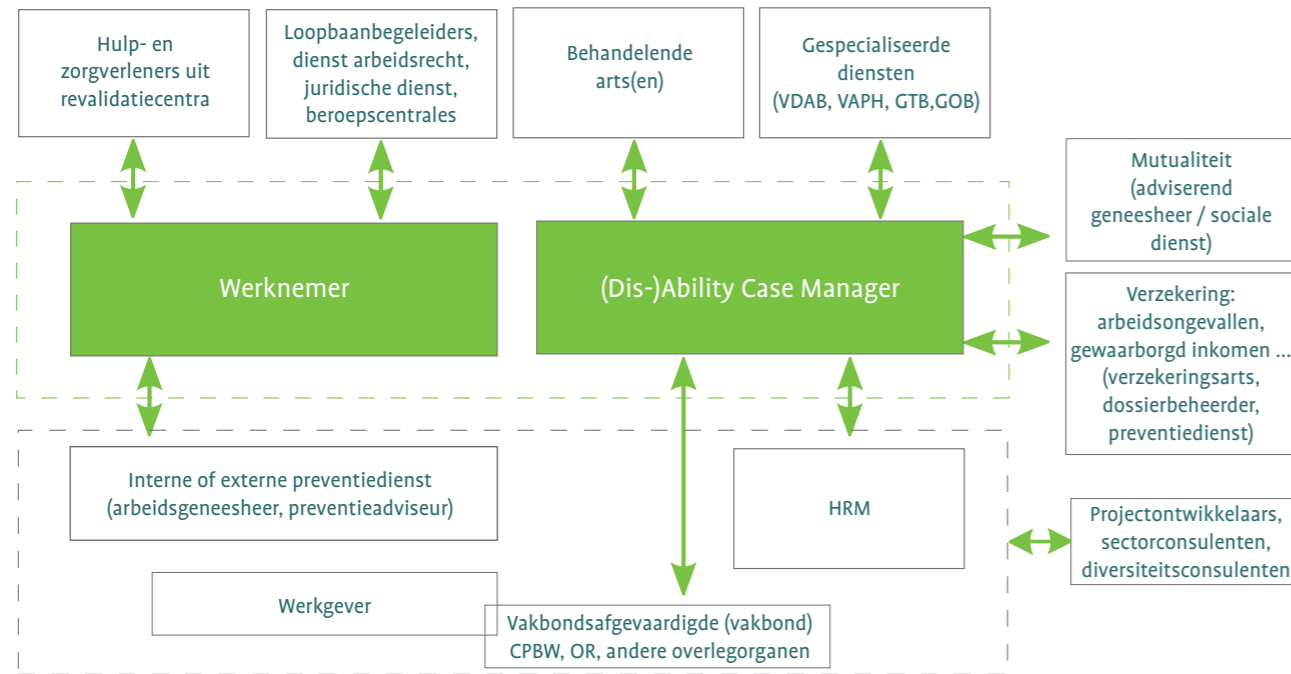 Hulp- en
zorgverleners uit
revalidatiecentra
Loopbaanbegeleiders,
dienst arbeidsrecht,
juridische dienst,
beroepscentrales
Behandelende
arts(en)
Gespecialiseerde
diensten
(VDAB, VAPH, GTB,GOB)
Mutualiteit
(adviserend
geneesheer / sociale
dienst)
Werknemer
(Dis-)Ability Case Manager
Verzekering:
arbeidsongevallen,
gewaarborgd inkomen ...
(verzekeringsarts,
dossierbeheerder,
preventiedienst)
Interne of externe preventiedienst
(arbeidsgeneesheer, preventieadviseur)
HRM
Projectontwikkelaars,
sectorconsulenten,
diversiteitsconsulenten
Werkgever
Vakbondsafgevaardigde (vakbond)
CPBW, OR, andere overlegorganen